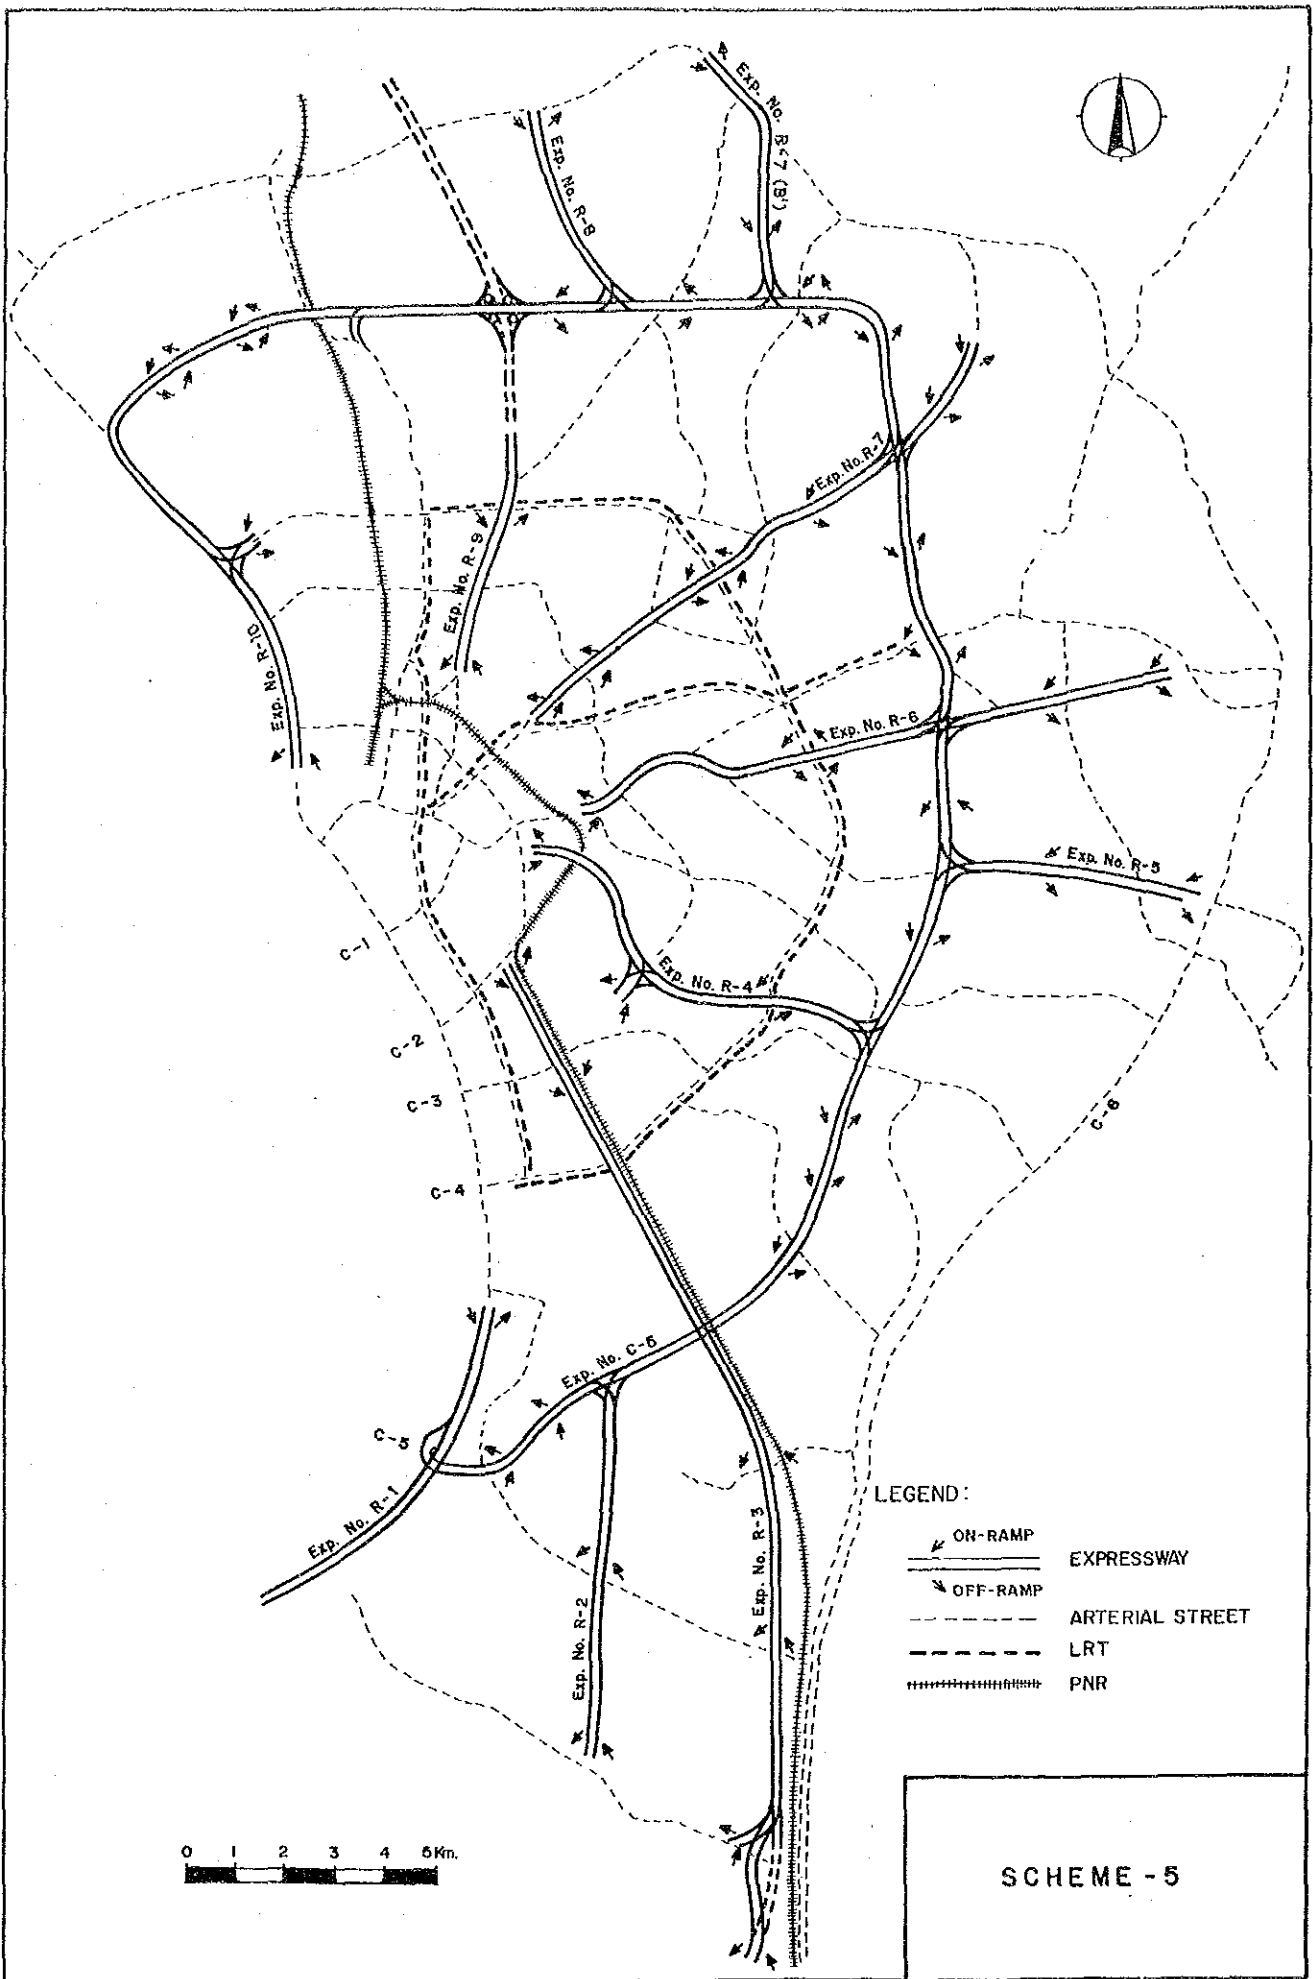 Exp. No. R-7 (B')
Exp. No. R-8
Exp. No. R-7
Exp. No. R-9
Exp. No. R-10
Exp. No. R-6
Exp. No. R-5
C-1
Exp. No. R-4
C-2
C-3
C-6
C-4
Exp. No. C-5
C-5
Exp. No. R-1
Exp. No. R-3
Exp. No. R-2
LEGEND:
ON-RAMP
EXPRESSWAY
OFF-RAMP
ARTERIAL STREET
LRT
PNR
0 1 2 3 4 5Km.
SCHEME - 5